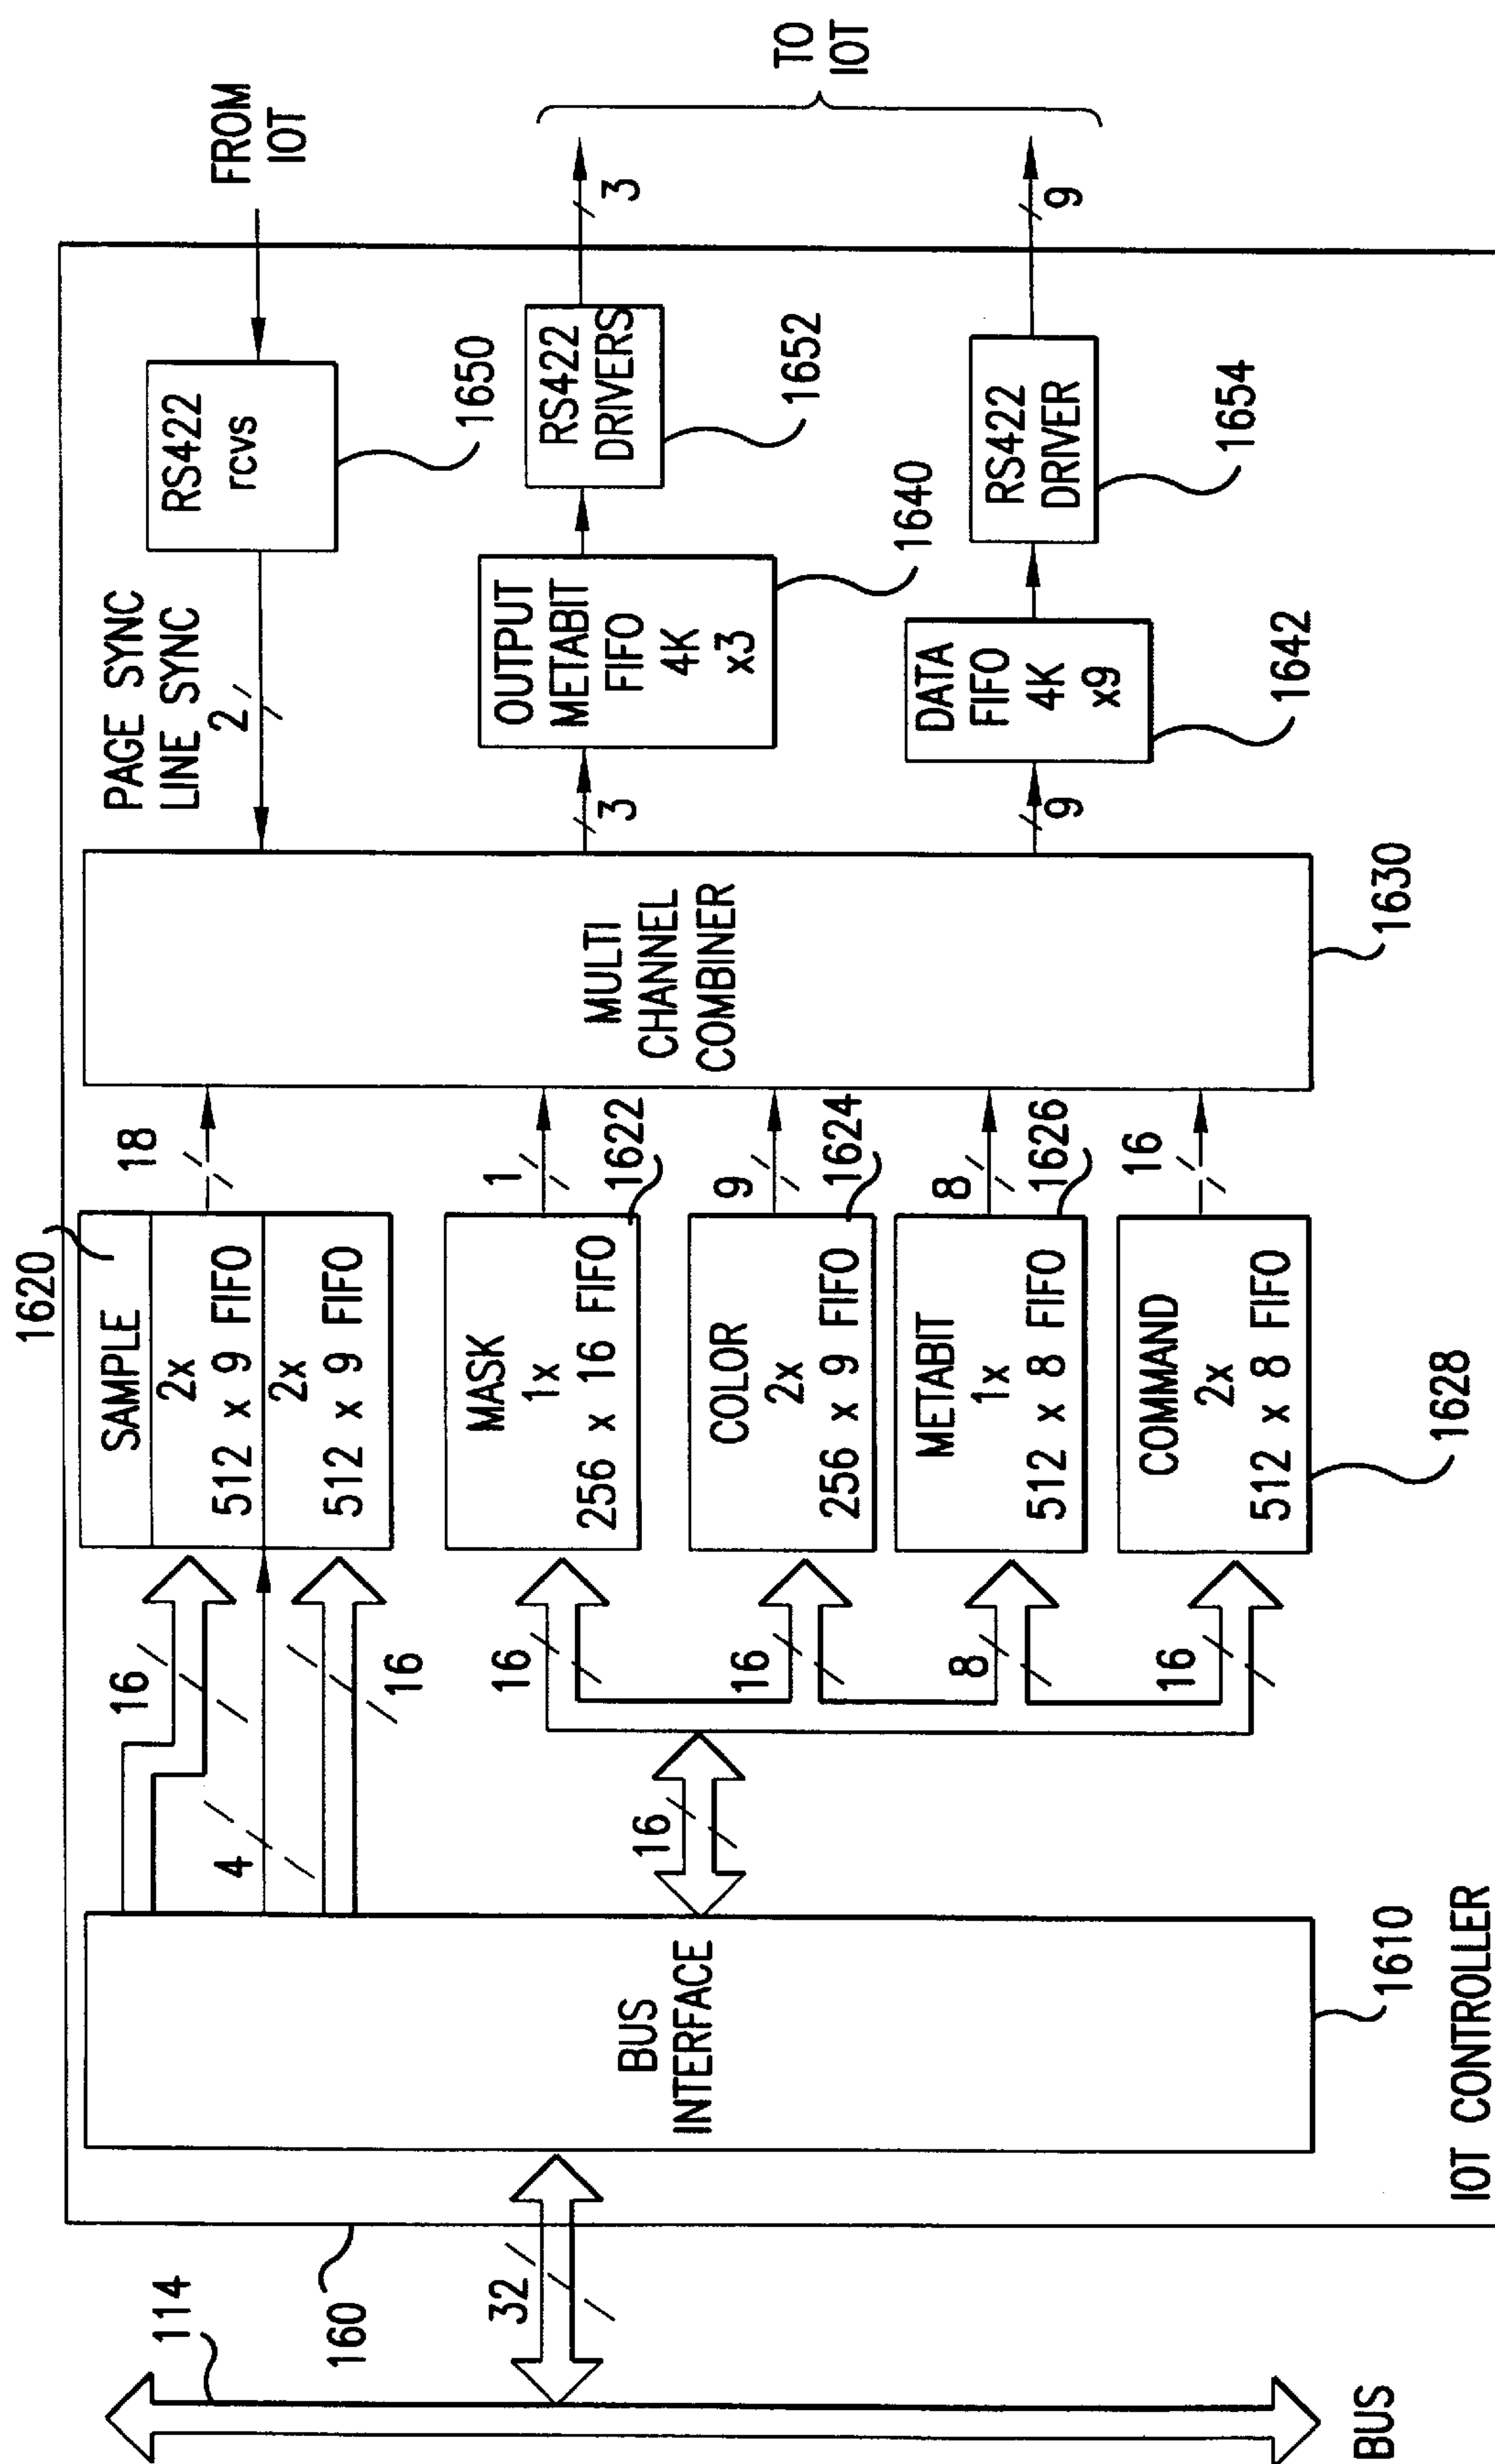 BUS
114
32
160
IOT CONTROLLER
BUS
INTERFACE
1610
16
4
16
16
16
16
8
16
1620
SAMPLE
2x
512 x 9 FIFO
2x
512 x 9 FIFO
MASK
1x
256 x 16 FIFO
1622
COLOR
2x
256 x 9 FIFO
1624
METABIT
1x
512 x 8 FIFO
1626
COMMAND
2x
512 x 8 FIFO
1628
18
1
9
8
16
MULTI
CHANNEL
COMBINER
1630
PAGE SYNC
LINE SYNC
2
3
9
RS422
rcvs
1650
OUTPUT
METABIT
FIFO
4K
x3
1640
RS422
DRIVERS
1652
DATA
FIFO
4K
x9
1642
RS422
DRIVER
1654
FROM
IOT
3
9
TO
IOT